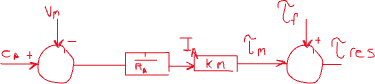 Vm
τr
ea + -
1/Ra
IA
Km
τm
+
τres